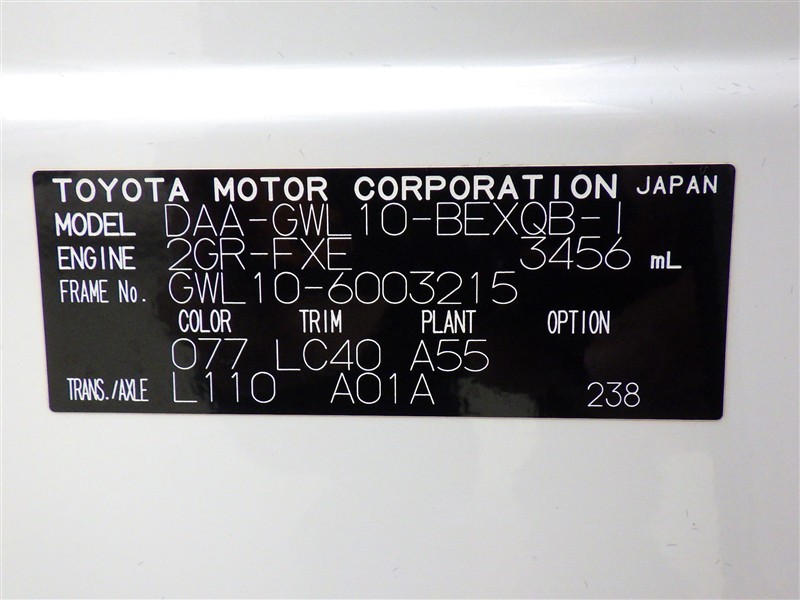 TOYOTA MOTOR CORPORATION JAPAN
MODEL DAA-GWL10-BEXQB-1
ENGINE 2GR-FXE 3456 mL
FRAME No. GWL10-6003215
COLOR TRIM PLANT OPTION
077 LC40 A55
TRANS./AXLE L110 A01A 238